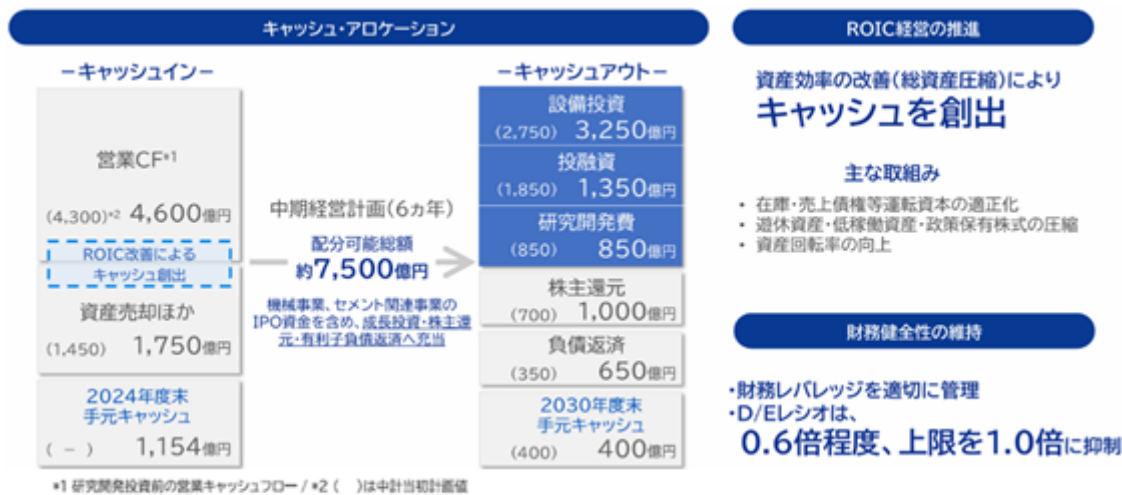 キャッシュ・アロケーション
－キャッシュイン－
営業CF*1
(4,300)*2 4,600億円
ROIC改善による
キャッシュ創出
資産売却ほか
(1,450) 1,750億円
2024年度末
手元キャッシュ
( － ) 1,154億円
中期経営計画(6ヵ年)
配分可能総額
約7,500億円
機械事業、セメント関連事業の
IPO資金を含め、成長投資・株主還
元・有利子負債返済へ充当
－キャッシュアウト－
設備投資
(2,750) 3,250億円
投融資
(1,850) 1,350億円
研究開発費
(850) 850億円
株主還元
(700) 1,000億円
負債返済
(350) 650億円
2030年度末
手元キャッシュ
(400) 400億円
*1 研究開発投資前の営業キャッシュフロー / *2 ( )は中計当初計画値
ROIC経営の推進
資産効率の改善(総資産圧縮)により
キャッシュを創出
主な取組み
• 在庫・売上債権等運転資本の適正化
• 遊休資産・低稼働資産・政策保有株式の圧縮
• 資産回転率の向上
財務健全性の維持
・財務レバレッジを適切に管理
・D/Eレシオは、
0.6倍程度、上限を1.0倍に抑制